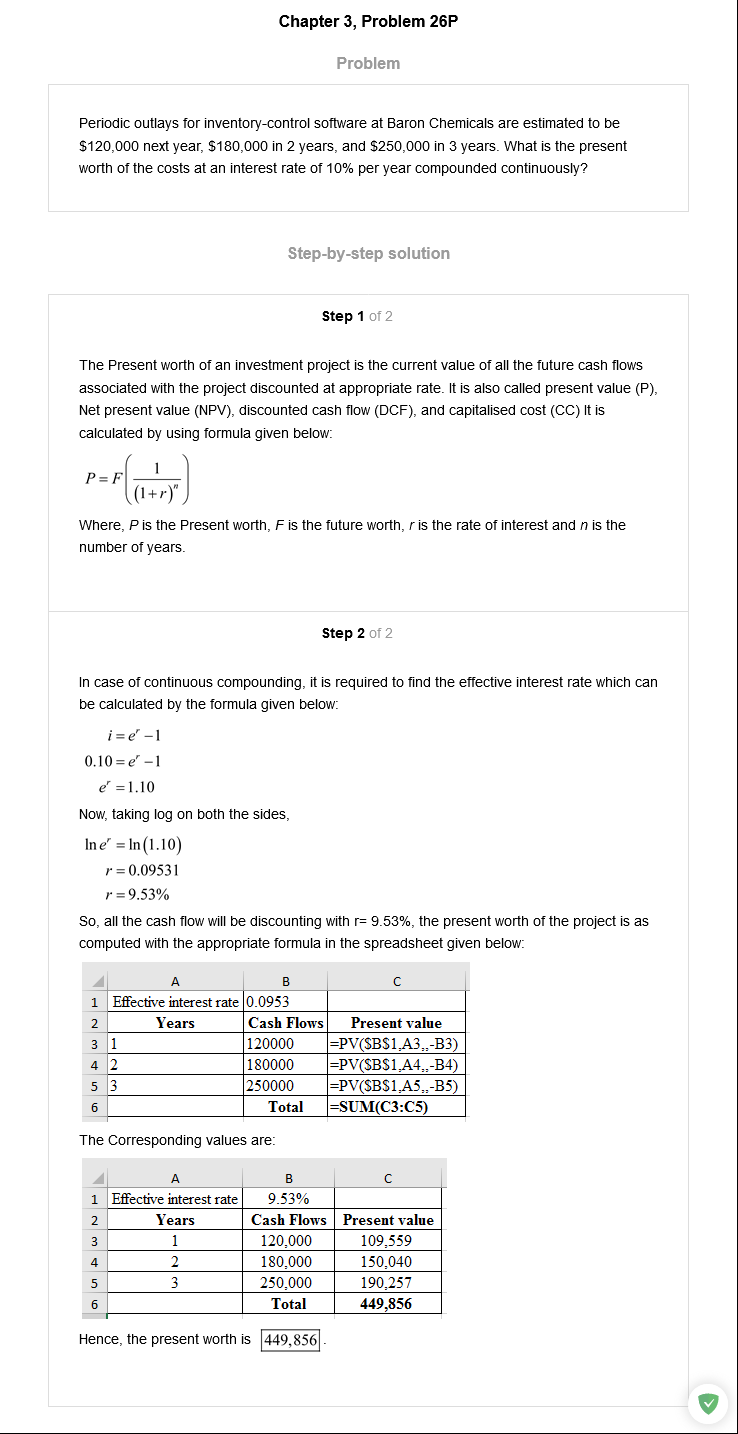 Chapter 3, Problem 26P
Problem
Periodic outlays for inventory-control software at Baron Chemicals are estimated to be
$120,000 next year, $180,000 in 2 years, and $250,000 in 3 years. What is the present
worth of the costs at an interest rate of 10% per year compounded continuously?
Step-by-step solution
Step 1 of 2
The Present worth of an investment project is the current value of all the future cash flows
associated with the project discounted at appropriate rate. It is also called present value (P),
Net present value (NPV), discounted cash flow (DCF), and capitalised cost (CC) It is
calculated by using formula given below:
P = F(1/(1+r)^n)
Where, P is the Present worth, F is the future worth, r is the rate of interest and n is the
number of years.
Step 2 of 2
In case of continuous compounding, it is required to find the effective interest rate which can
be calculated by the formula given below:
i = e^r −1
0.10 = e^r −1
e^r = 1.10
Now, taking log on both the sides,
ln e^r = ln(1.10)
r = 0.09531
r = 9.53%
So, all the cash flow will be discounting with r= 9.53%, the present worth of the project is as
computed with the appropriate formula in the spreadsheet given below:
A B C
1 Effective interest rate 0.0953
2 Years Cash Flows Present value
3 1 120000 =PV($B$1,A3,,-B3)
4 2 180000 =PV($B$1,A4,,-B4)
5 3 250000 =PV($B$1,A5,,-B5)
6 Total =SUM(C3:C5)
The Corresponding values are:
A B C
1 Effective interest rate 9.53%
2 Years Cash Flows Present value
3 1 120,000 109,559
4 2 180,000 150,040
5 3 250,000 190,257
6 Total 449,856
Hence, the present worth is 449,856 .